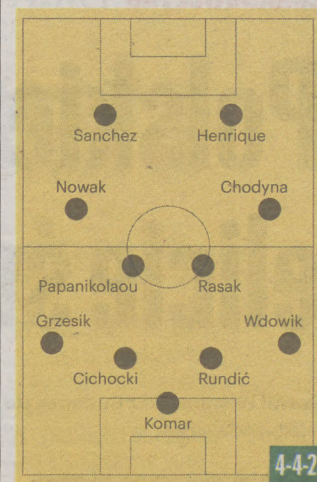 Sanchez Henrique
Nowak Chodyna
Papanikolaou Rasak
Grzesik Wdowik
Cichocki Rundić
Komar
4-4-2